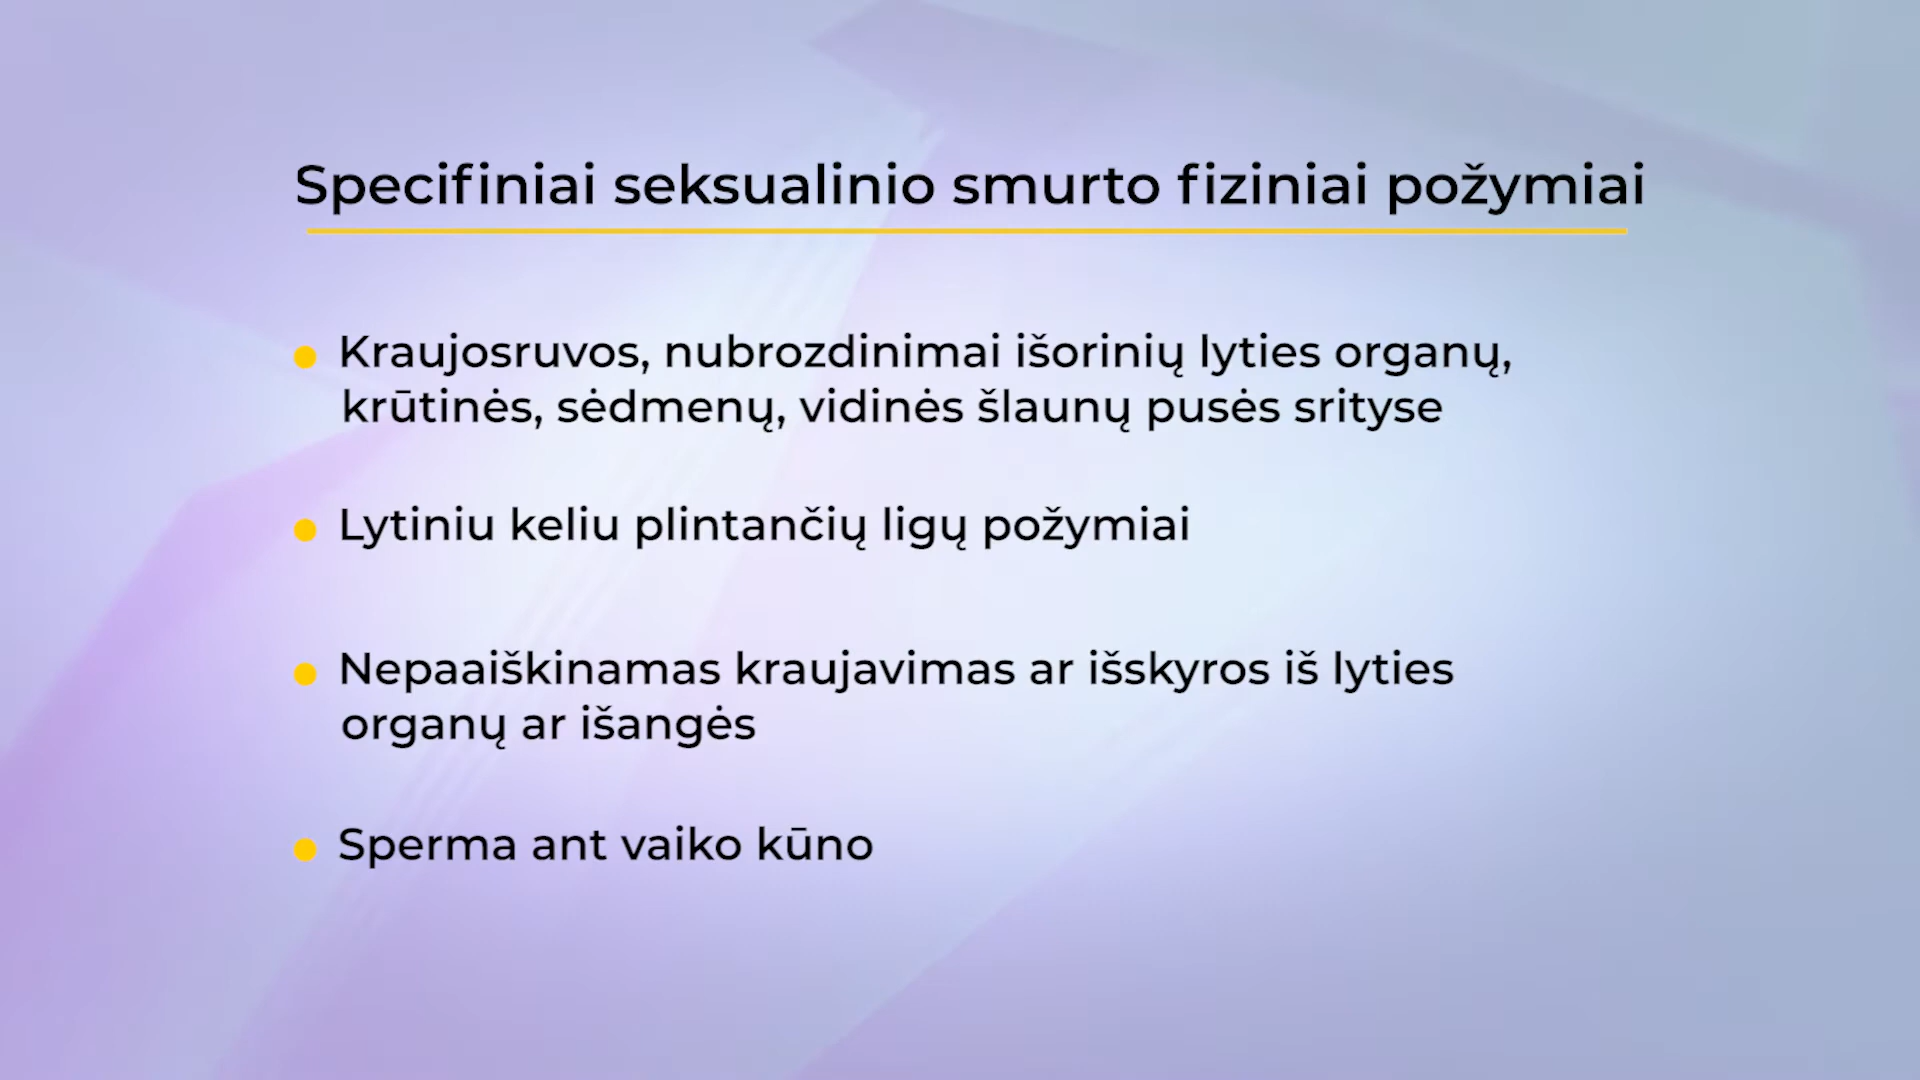 Specifiniai seksualinio smurto fiziniai požymiai
Kraujosruvos, nubrozdinimai išorinių lyties organų,
krūtinės, sėdmenų, vidinės šlaunų pusės srityse
Lytiniu keliu plintančių ligų požymiai
Nepaaiškinamas kraujavimas ar išskyros iš lyties
organų ar išangės
Sperma ant vaiko kūno